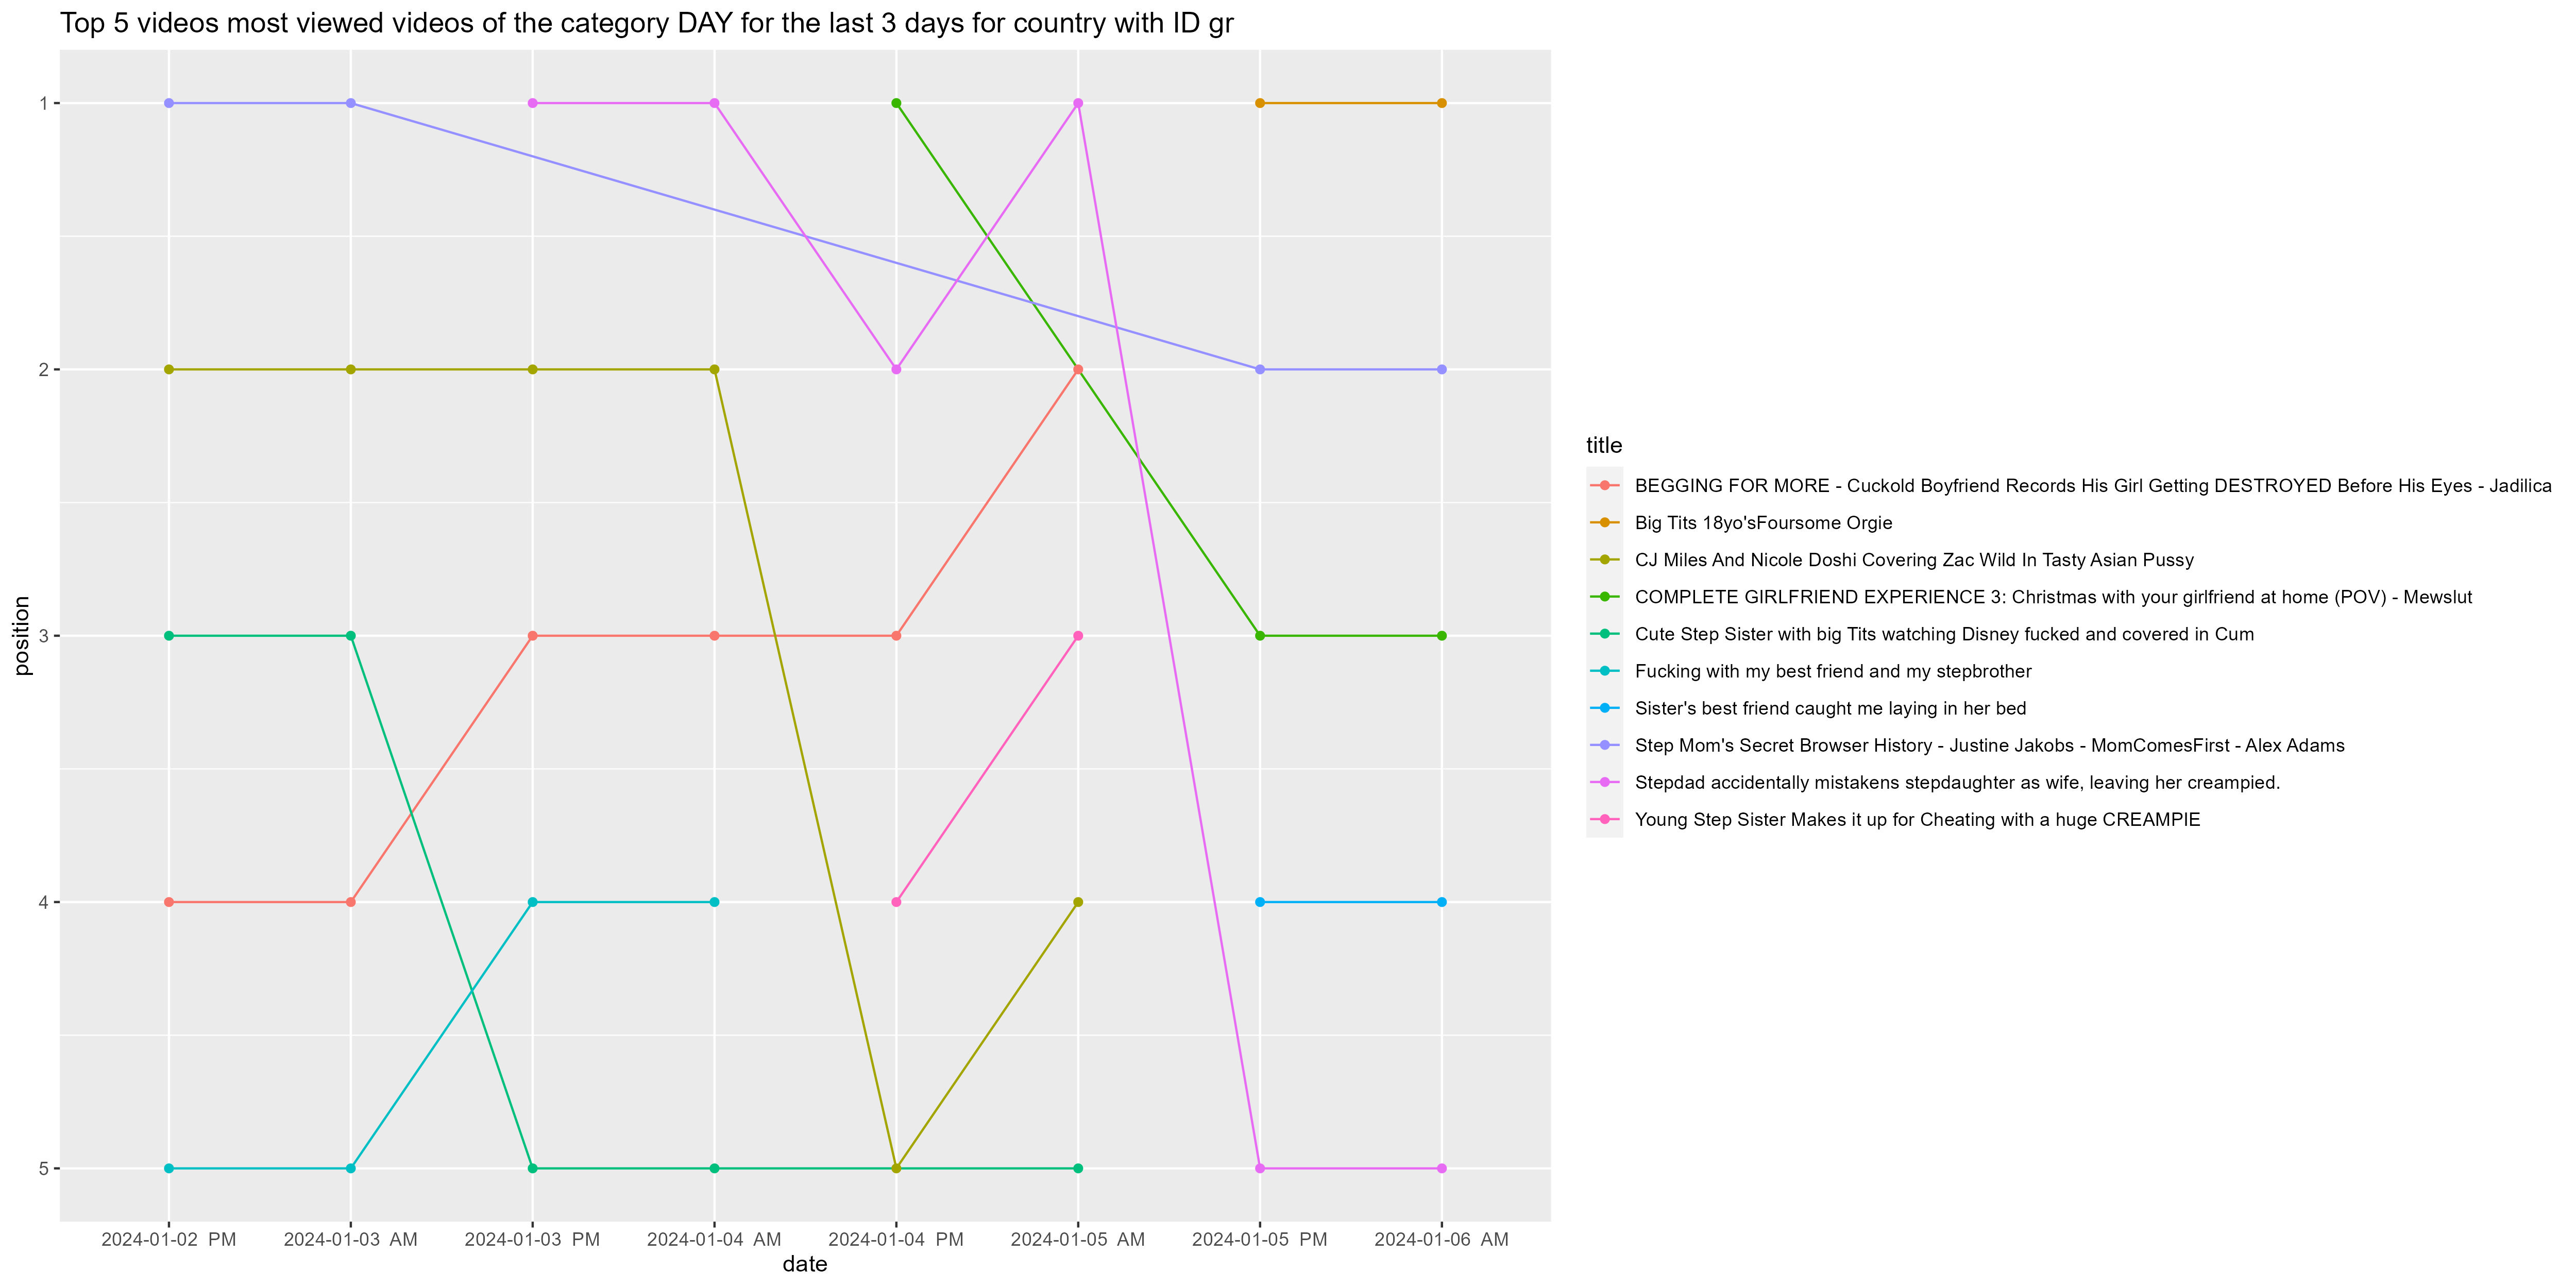 Top 5 videos most viewed videos of the category DAY for the last 3 days for country with ID gr
position
1
2
3
4
5
2024-01-02 PM
2024-01-03 AM
2024-01-03 PM
2024-01-04 AM
2024-01-04 PM
2024-01-05 AM
2024-01-05 PM
2024-01-06 AM
date
title
BEGGING FOR MORE - Cuckold Boyfriend Records His Girl Getting DESTROYED Before His Eyes - Jadilica
Big Tits 18yo'sFoursome Orgie
CJ Miles And Nicole Doshi Covering Zac Wild In Tasty Asian Pussy
COMPLETE GIRLFRIEND EXPERIENCE 3: Christmas with your girlfriend at home (POV) - Mewslut
Cute Step Sister with big Tits watching Disney fucked and covered in Cum
Fucking with my best friend and my stepbrother
Sister's best friend caught me laying in her bed
Step Mom's Secret Browser History - Justine Jakobs - MomComesFirst - Alex Adams
Stepdad accidentally mistakens stepdaughter as wife, leaving her creampied.
Young Step Sister Makes it up for Cheating with a huge CREAMPIE